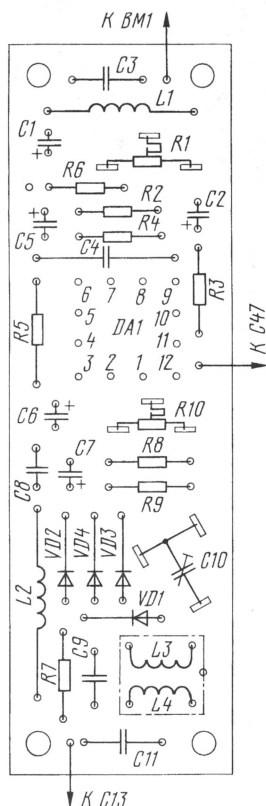 К ВМ1
C3
L1
C1
R1
R6
R2
C2
C5
R4
C4
6 7 8 9
R3
5 10
DA1
R5
4 11
3 2 1 12
К С47
C6
R10
C7
R8
C8
R9
VD2
VD4
VD3
C10
L2
VD1
R7
C9
L3
L4
C11
К С13